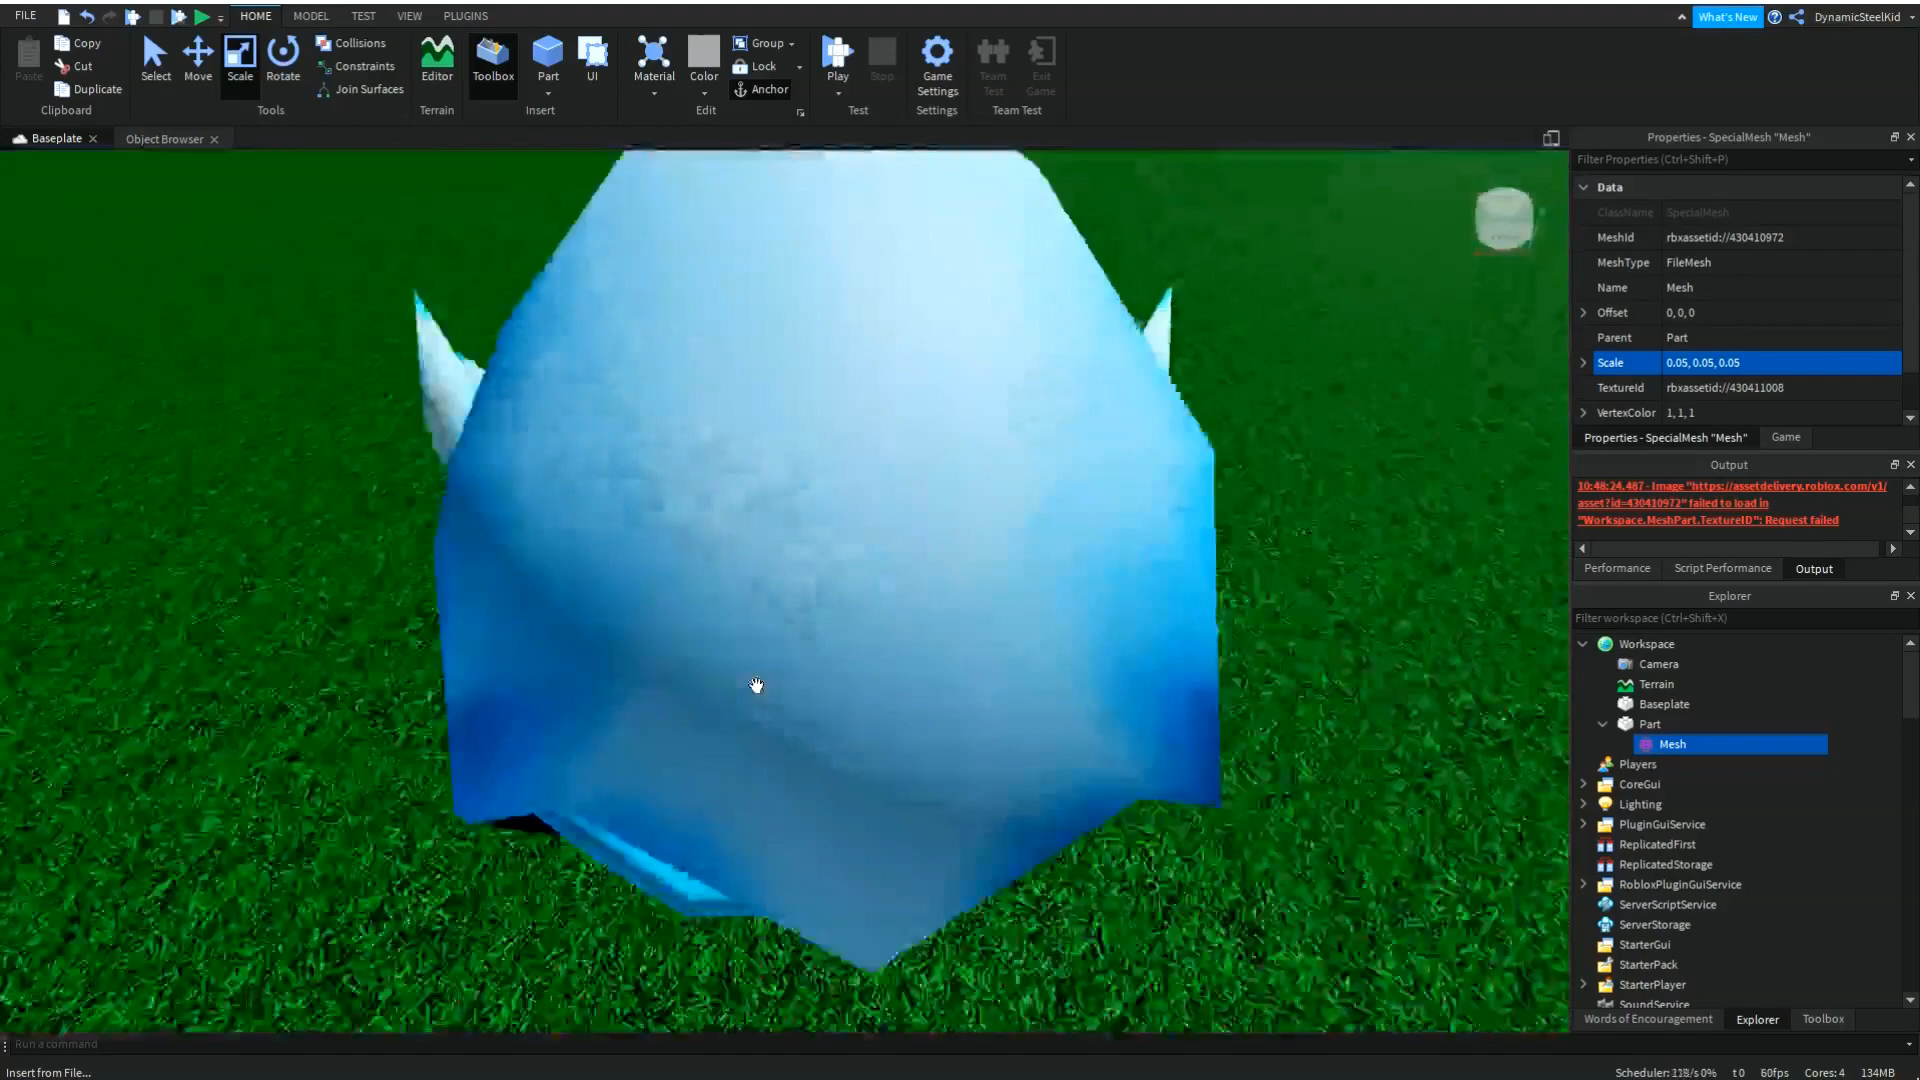 FILE HOME MODEL TEST VIEW PLUGINS What's New DynamicSteelKid
Paste Copy Cut Duplicate Clipboard
Select Move Scale Rotate Collisions Constraints Join Surfaces Tools
Editor Terrain
Toolbox Part UI Insert
Material Color Group Lock Anchor Edit
Play Stop Test
Game Settings Settings
Team Test Exit Game Team Test
Baseplate Object Browser
Properties - SpecialMesh "Mesh"
Filter Properties (Ctrl+Shift+P)
Data
ClassName SpecialMesh
MeshId rbxassetid://430410972
MeshType FileMesh
Name Mesh
Offset 0, 0, 0
Parent Part
Scale 0.05, 0.05, 0.05
TextureId rbxassetid://430411008
VertexColor 1, 1, 1
Properties - SpecialMesh "Mesh" Game
Output
10:48:24.487 - Image "https://assetdelivery.roblox.com/v1/
asset?id=430410972" failed to load in
"Workspace.MeshPart.TextureID": Request failed
Performance Script Performance Output
Explorer
Filter workspace (Ctrl+Shift+X)
Workspace
Camera
Terrain
Baseplate
Part
Mesh
Players
CoreGui
Lighting
PluginGuiService
ReplicatedFirst
ReplicatedStorage
RobloxPluginGuiService
ServerScriptService
ServerStorage
StarterGui
StarterPack
StarterPlayer
SoundService
Words of Encouragement Explorer Toolbox
Run a command
Insert from File...
Scheduler: /s 0% t 0 60fps Cores: 4 134MB